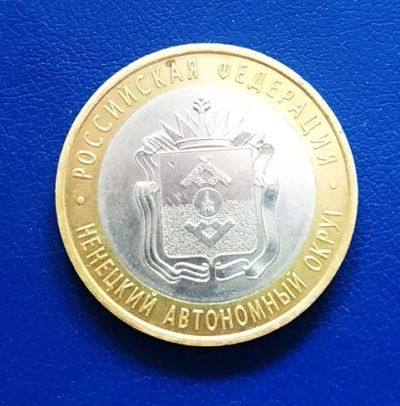 РОССИЙСКАЯ ФЕДЕРАЦИЯ
НЕНЕЦКИЙ АВТОНОМНЫЙ ОКРУГ